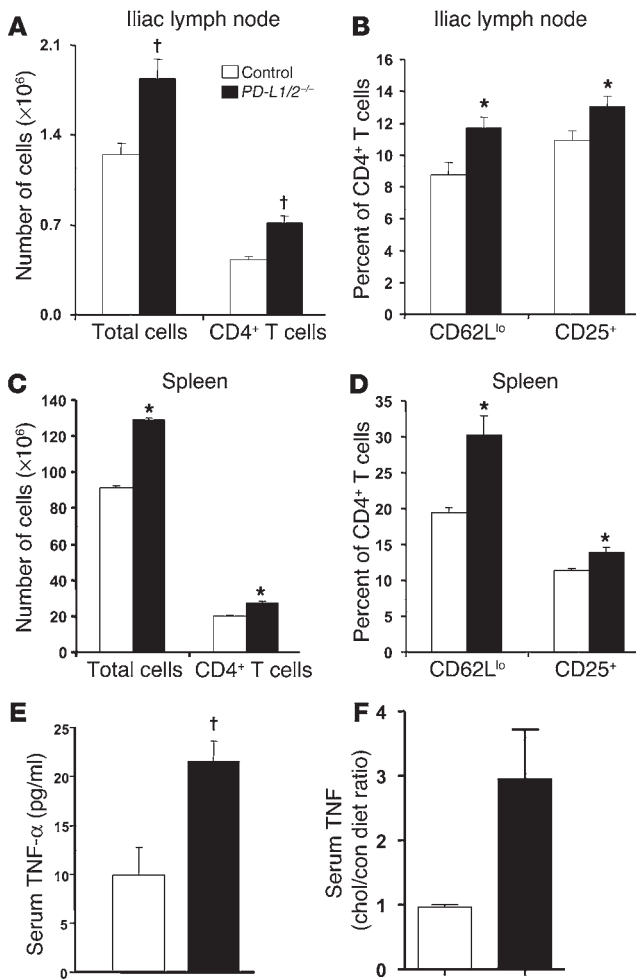 A
Iliac lymph node
Number of cells (×10⁶)
2.1
1.4
0.7
0.0
†
†
Control
PD-L1/2⁻/⁻
Total cells
CD4⁺ T cells
B
Iliac lymph node
Percent of CD4⁺ T cells
18
16
14
12
10
8
6
4
2
0
*
*
CD62Lˡᵒ
CD25⁺
C
Spleen
Number of cells (×10⁶)
140
120
100
80
60
40
20
0
*
*
Total cells
CD4⁺ T cells
D
Spleen
Percent of CD4⁺ T cells
35
30
25
20
15
10
5
0
*
*
CD62Lˡᵒ
CD25⁺
E
Serum TNF-α (pg/ml)
25
20
15
10
5
0
†
F
Serum TNF
(chol/con diet ratio)
4
3
2
1
0